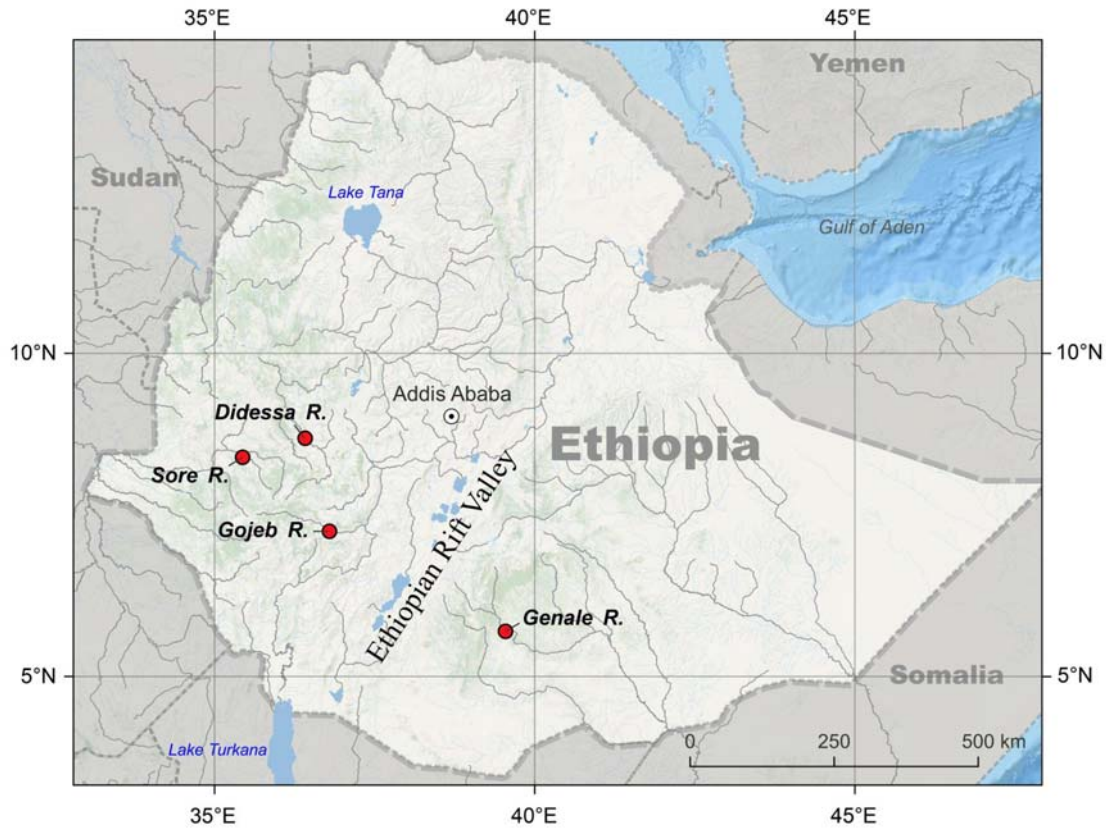 35°E 40°E 45°E
Yemen
Sudan
Lake Tana
Gulf of Aden
10°N 10°N
Addis Ababa
Didessa R.
Ethiopia
Sore R.
Gojeb R.
Ethiopian Rift Valley
Genale R.
5°N 5°N
Somalia
Lake Turkana
0 250 500 km
35°E 40°E 45°E